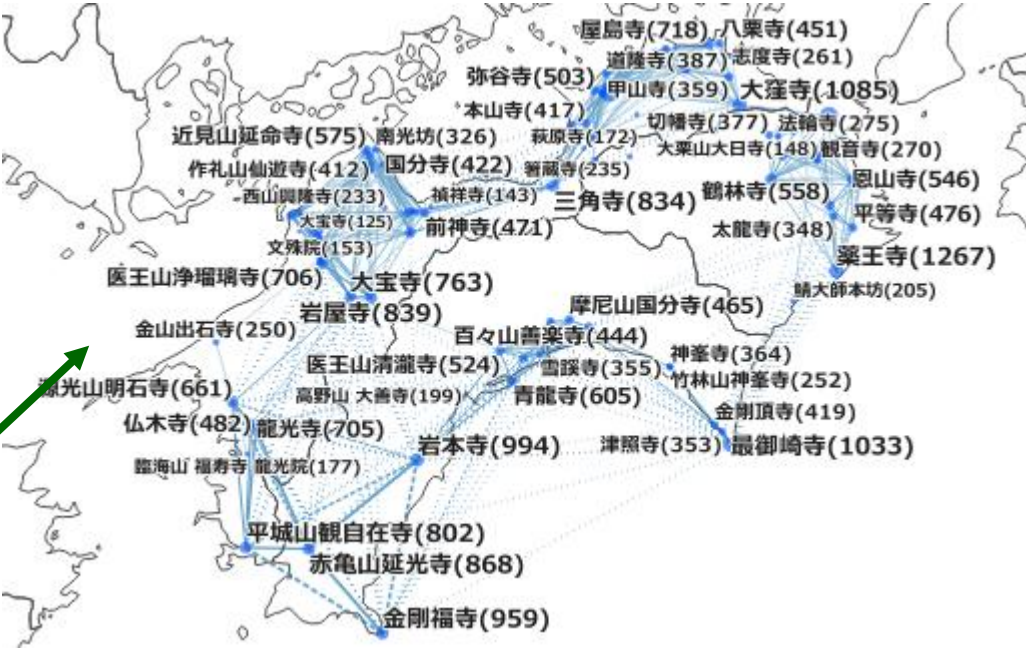 屋島寺(718) 八栗寺(451)
道隆寺(387) 志度寺(261)
弥谷寺(503) 甲山寺(359) 大窪寺(1085)
本山寺(417) 切幡寺(377) 法輪寺(275)
近見山延命寺(575) 南光坊(326) 萩原寺(172) 大栗山大日寺(148) 観音寺(270)
作礼山仙遊寺(412) 国分寺(422) 箸蔵寺(235) 鶴林寺(558) 恩山寺(546)
西山興隆寺(233) 禎祥寺(143) 三角寺(834) 平等寺(476)
大宝寺(125) 前神寺(471) 太龍寺(348)
文殊院(153) 薬王寺(1267)
医王山浄瑠璃寺(706) 大宝寺(763) 鯖大師本坊(205)
岩屋寺(839) 摩尼山国分寺(465)
金山出石寺(250) 百々山善楽寺(444)
医王山清瀧寺(524) 雪蹊寺(355) 神峯寺(364)
源光山明石寺(661) 高野山 大善寺(199) 青龍寺(605) 竹林山神峯寺(252)
仏木寺(482) 龍光寺(705) 金剛頂寺(419)
岩本寺(994) 津照寺(353) 最御崎寺(1033)
臨海山 福寿寺 龍光院(177)
平城山観自在寺(802)
赤亀山延光寺(868)
金剛福寺(959)